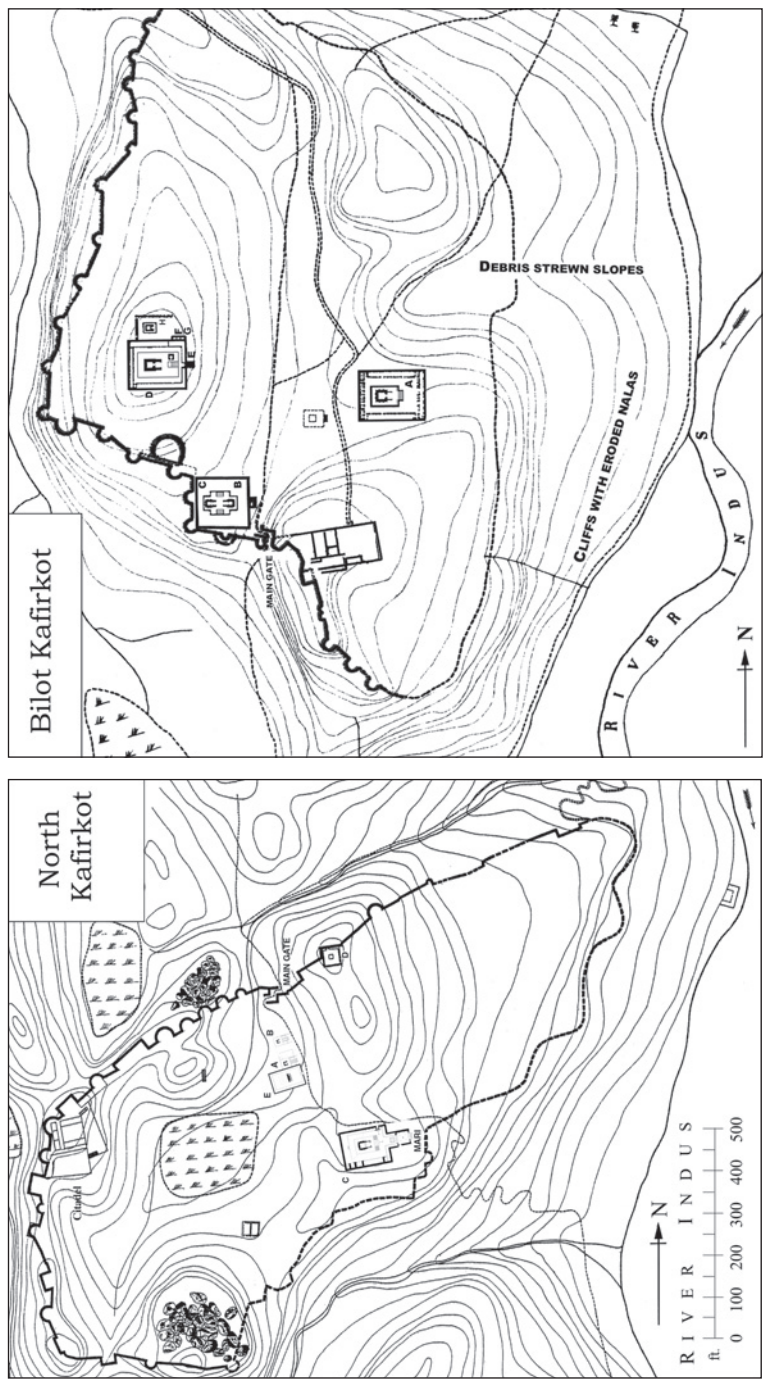 Bilot Kafirkot
D
H
F
G
E
C
B
A
MAIN GATE
DEBRIS STREWN SLOPES
CLIFFS WITH ERODED NALAS
RIVER INDUS
N
North
Kafirkot
MAIN GATE
D
B
A
E
Citadel
C
MARI
RIVER INDUS
N
ft.
0 100 200 300 400 500